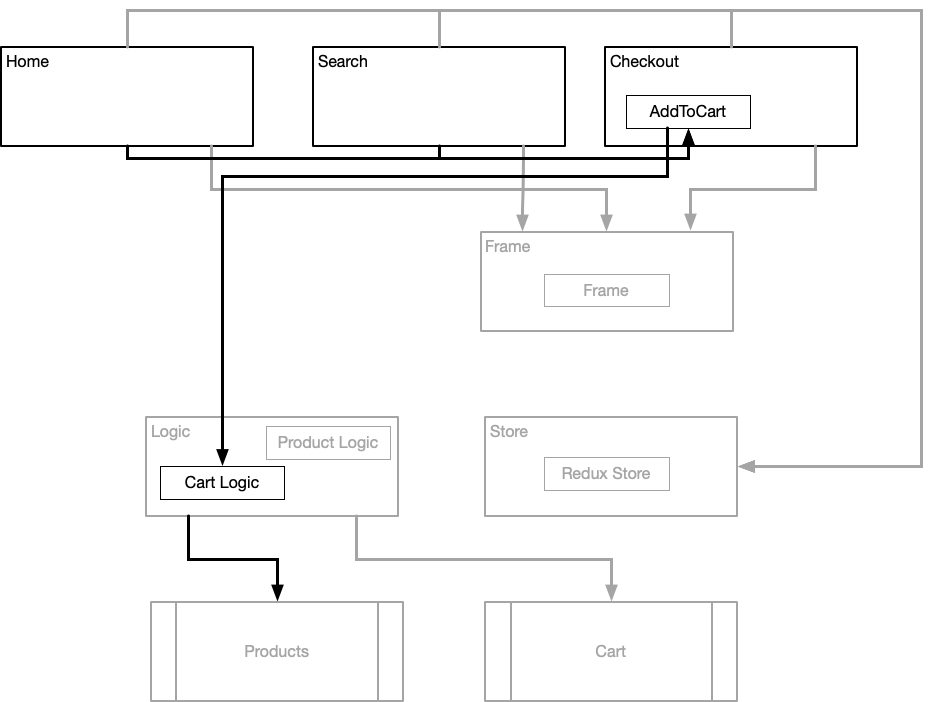 Home
Search
Checkout
AddToCart
Frame
Frame
Logic
Product Logic
Cart Logic
Store
Redux Store
Products
Cart